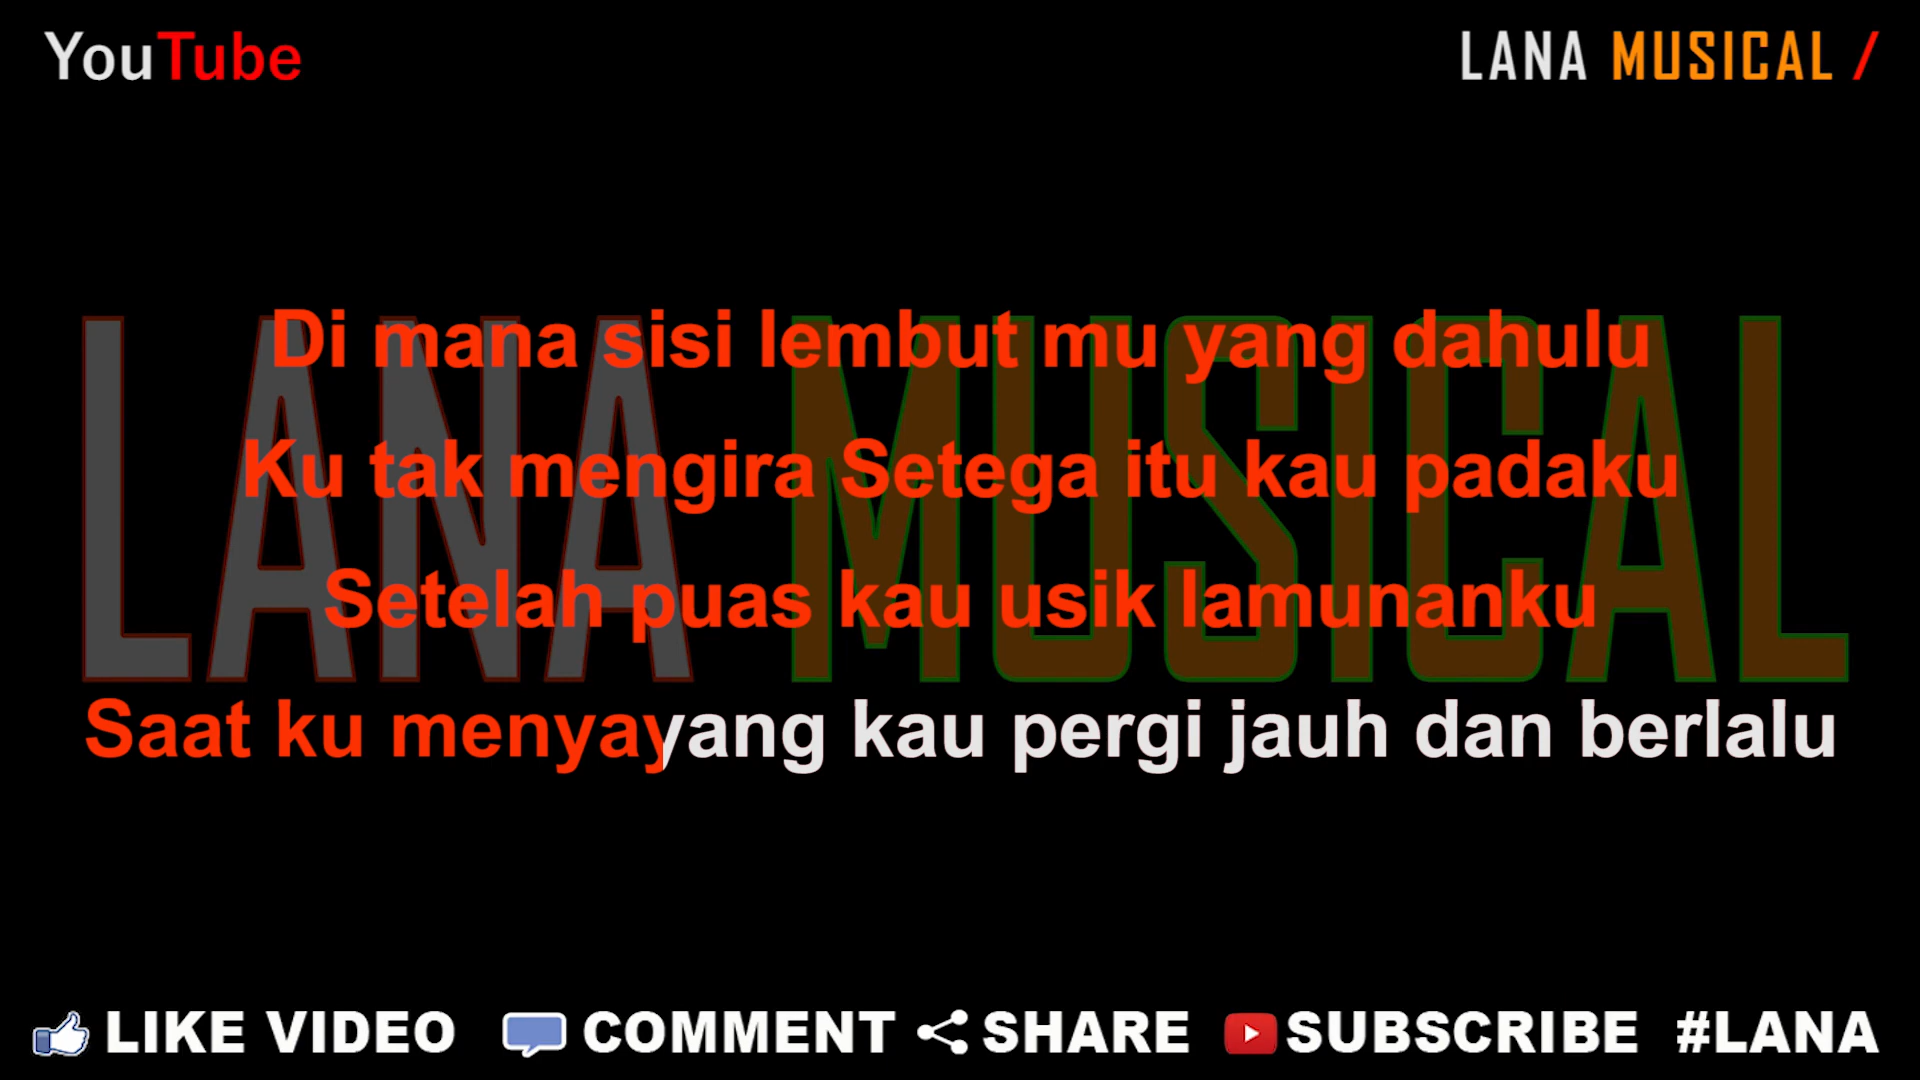 YouTube
LANA MUSICAL /
LANA MUSICAL
Di mana sisi lembut mu yang dahulu
Ku tak mengira Setega itu kau padaku
Setelah puas kau usik lamunanku
Saat ku menyayang kau pergi jauh dan berlalu
LIKE VIDEO COMMENT SHARE SUBSCRIBE #LANA